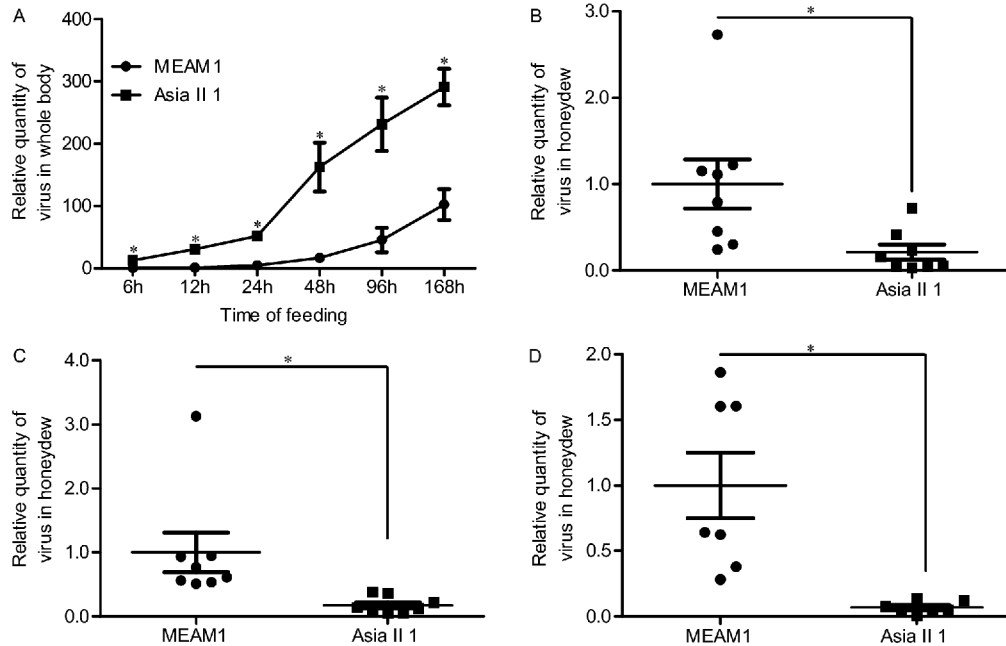 A
400
300
200
100
0
Relative quantity of
virus in whole body
MEAM1
Asia II 1
*
*
*
*
*
*
6h 12h 24h 48h 96h 168h
Time of feeding
B
3.0
2.0
1.0
0.0
Relative quantity of
virus in honeydew
*
MEAM1 Asia II 1
C
4.0
3.0
2.0
1.0
0.0
Relative quantity of
virus in honeydew
*
MEAM1 Asia II 1
D
2.0
1.5
1.0
0.5
0.0
Relative quantity of
virus in honeydew
*
MEAM1 Asia II 1